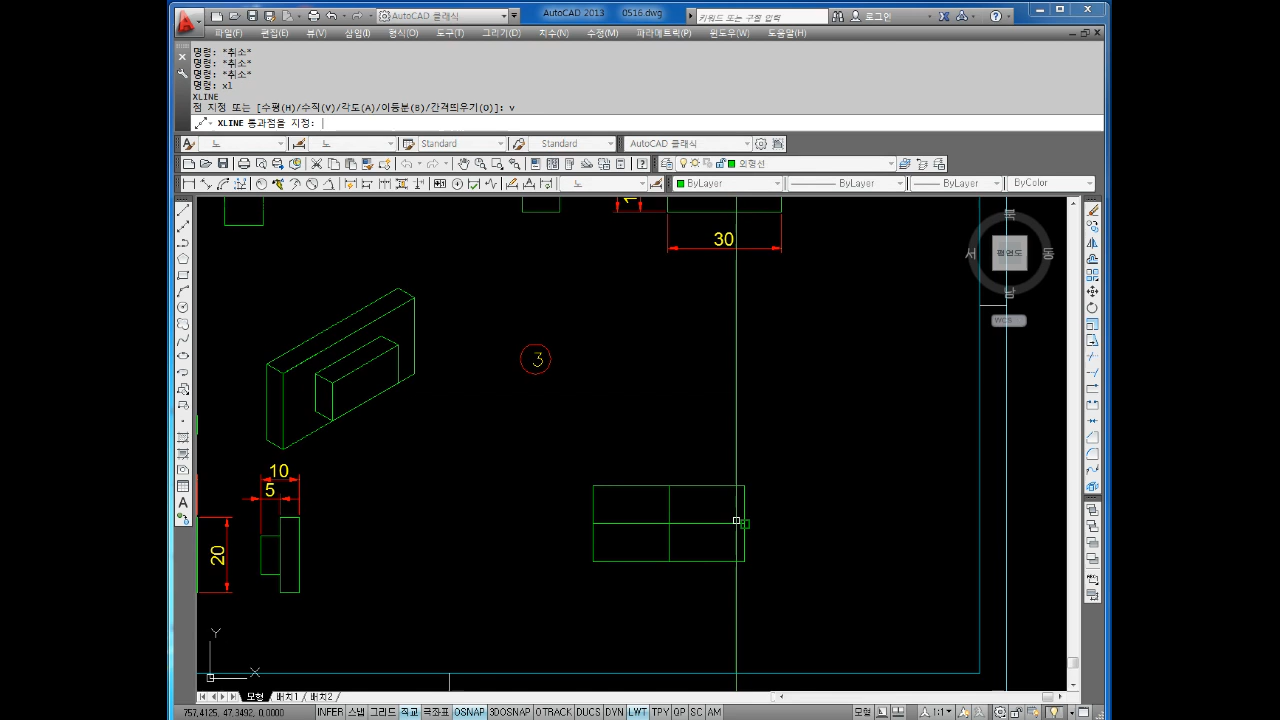 AutoCAD 클래식
AutoCAD 2013 0516.dwg
키워드 또는 구절 입력
로그인
파일(F) 편집(E) 뷰(V) 삽입(I) 형식(O) 도구(T) 그리기(D) 치수(N) 수정(M) 파라메트릭(P) 윈도우(W) 도움말(H)
명령: *취소*
명령: *취소*
명령: *취소*
명령: xl
XLINE
점 지정 또는 [수평(H)/수직(V)/각도(A)/이등분(B)/간격띄우기(O)]: v
XLINE 통과점을 지정:
Standard Standard AutoCAD 클래식
외형선
ByLayer ByLayer ByLayer ByColor
30
북
서 평면도 동
남
WCS
3
10
5
20
Y
X
모형 배치1 배치2
757,4125, 47,3492, 0,0000 INFER 스냅 그리드 직교 극좌표 OSNAP 3DOSNAP OTRACK DUCS DYN LWT TPY QP SC AM 모형 1:1